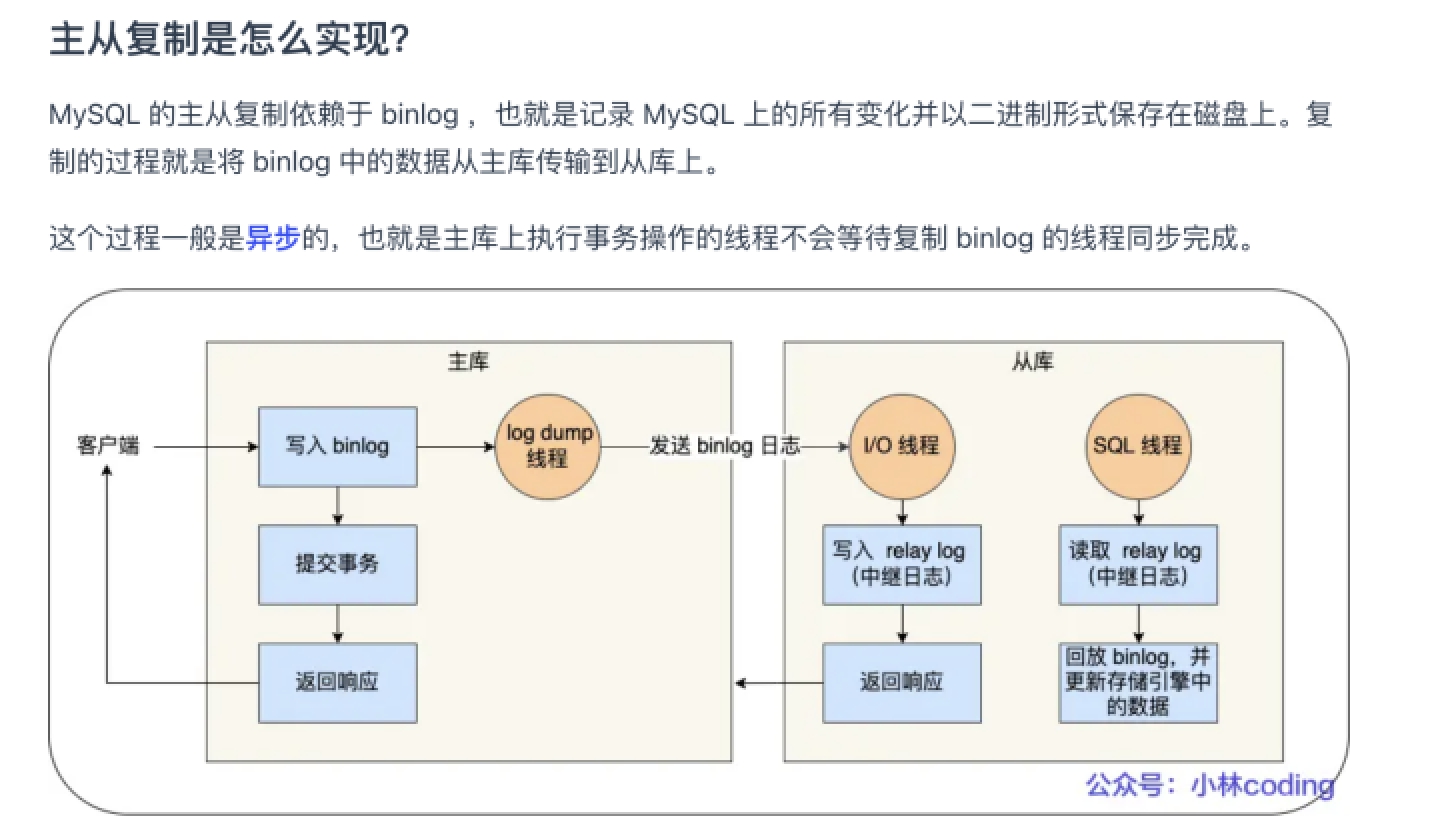 主从复制是怎么实现?
MySQL 的主从复制依赖于 binlog ，也就是记录 MySQL 上的所有变化并以二进制形式保存在磁盘上。复
制的过程就是将 binlog 中的数据从主库传输到从库上。
这个过程一般是异步的，也就是主库上执行事务操作的线程不会等待复制 binlog 的线程同步完成。
主库
从库
客户端
写入 binlog
log dump
线程
发送 binlog 日志
I/O 线程
SQL 线程
提交事务
写入 relay log
（中继日志）
读取 relay log
（中继日志）
返回响应
返回响应
回放 binlog，并
更新存储引擎中
的数据
公众号：小林coding